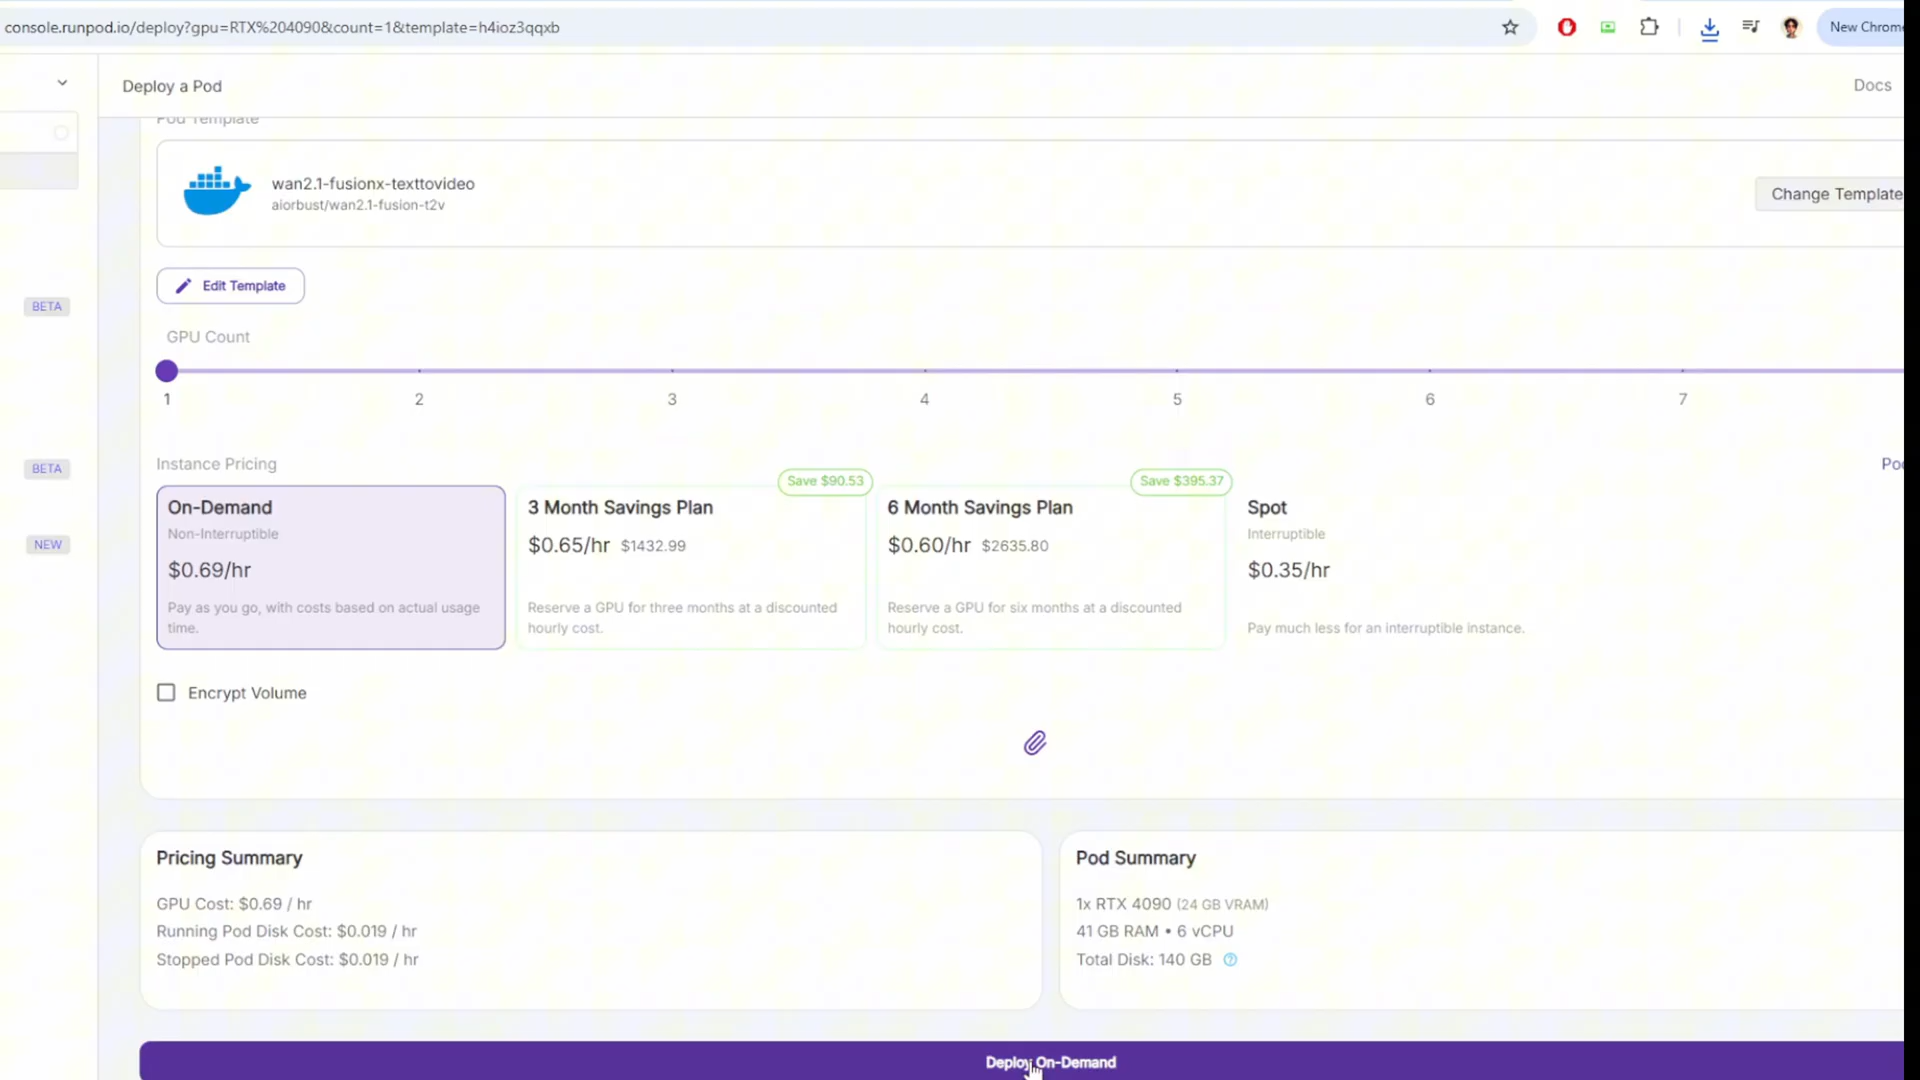 console.runpod.io/deploy?gpu=RTX%204090&count=1&template=h4ioz3qqxb
New Chrome
Deploy a Pod
Docs
Pod Template
wan2.1-fusionx-texttovideo
aiorbust/wan2.1-fusion-t2v
Change Template
Edit Template
BETA
GPU Count
1 2 3 4 5 6 7
Instance Pricing
BETA
Save $90.53
Save $395.37
On-Demand
Non-Interruptible
$0.69/hr
Pay as you go, with costs based on actual usage
time.
3 Month Savings Plan
$0.65/hr $1432.99
Reserve a GPU for three months at a discounted
hourly cost.
6 Month Savings Plan
$0.60/hr $2635.80
Reserve a GPU for six months at a discounted
hourly cost.
Spot
Interruptible
$0.35/hr
Pay much less for an interruptible instance.
NEW
Encrypt Volume
Pricing Summary
GPU Cost: $0.69 / hr
Running Pod Disk Cost: $0.019 / hr
Stopped Pod Disk Cost: $0.019 / hr
Pod Summary
1x RTX 4090 (24 GB VRAM)
41 GB RAM • 6 vCPU
Total Disk: 140 GB
Deploy On-Demand